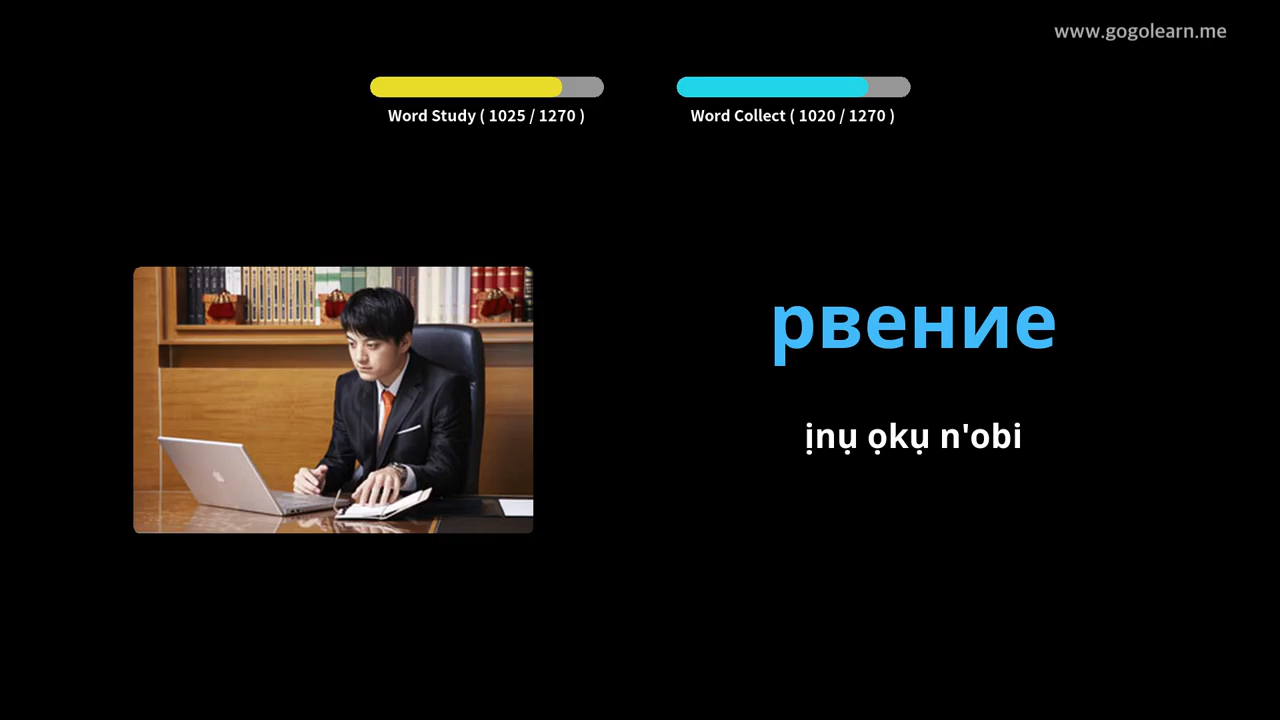 www.gogolearn.me
Word Study ( 1025 / 1270 )
Word Collect ( 1020 / 1270 )
рвение
ịnụ ọkụ n'obi